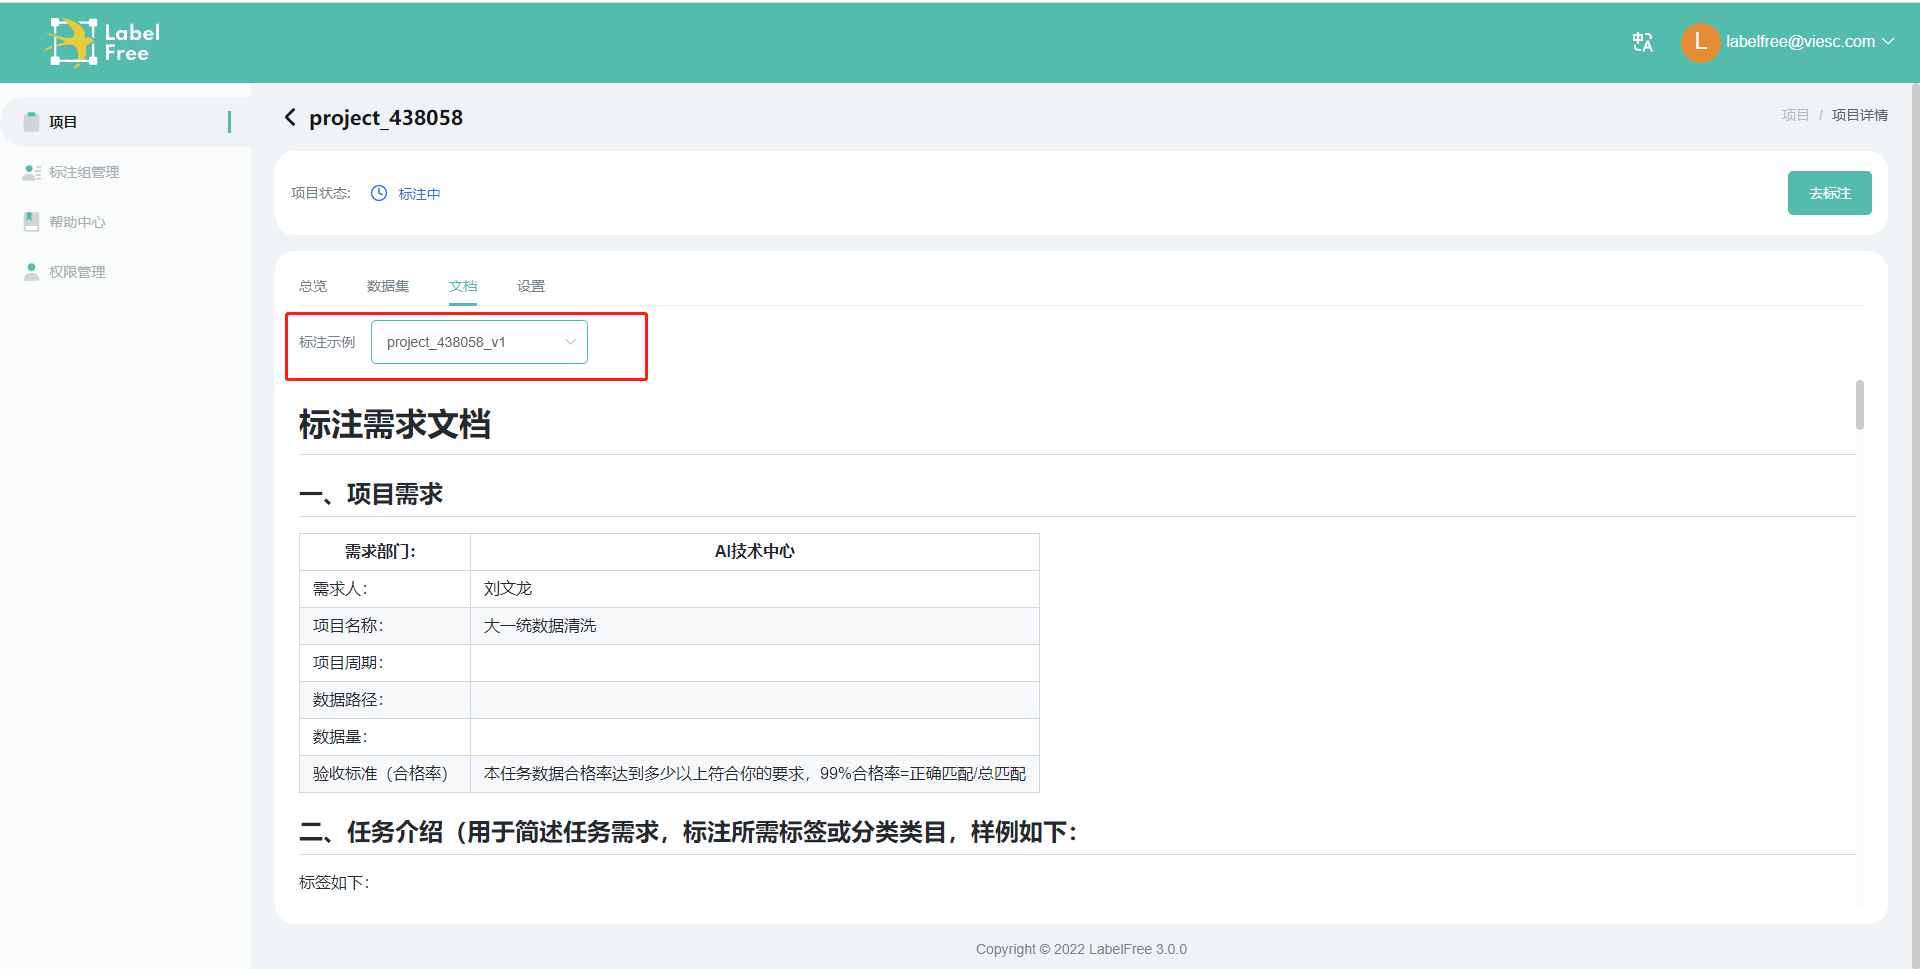 Label
Free
labelfree@viesc.com
L
项目
标注组管理
帮助中心
权限管理
project_438058
项目 / 项目详情
项目状态: 标注中
去标注
总览 数据集 文档 设置
标注示例 project_438058_v1
标注需求文档
一、项目需求
需求部门： AI技术中心
需求人： 刘文龙
项目名称： 大一统数据清洗
项目周期：
数据路径：
数据量：
验收标准（合格率） 本任务数据合格率达到多少以上符合你的要求，99%合格率=正确匹配/总匹配
二、任务介绍（用于简述任务需求，标注所需标签或分类类目，样例如下：
标签如下：
Copyright © 2022 LabelFree 3.0.0